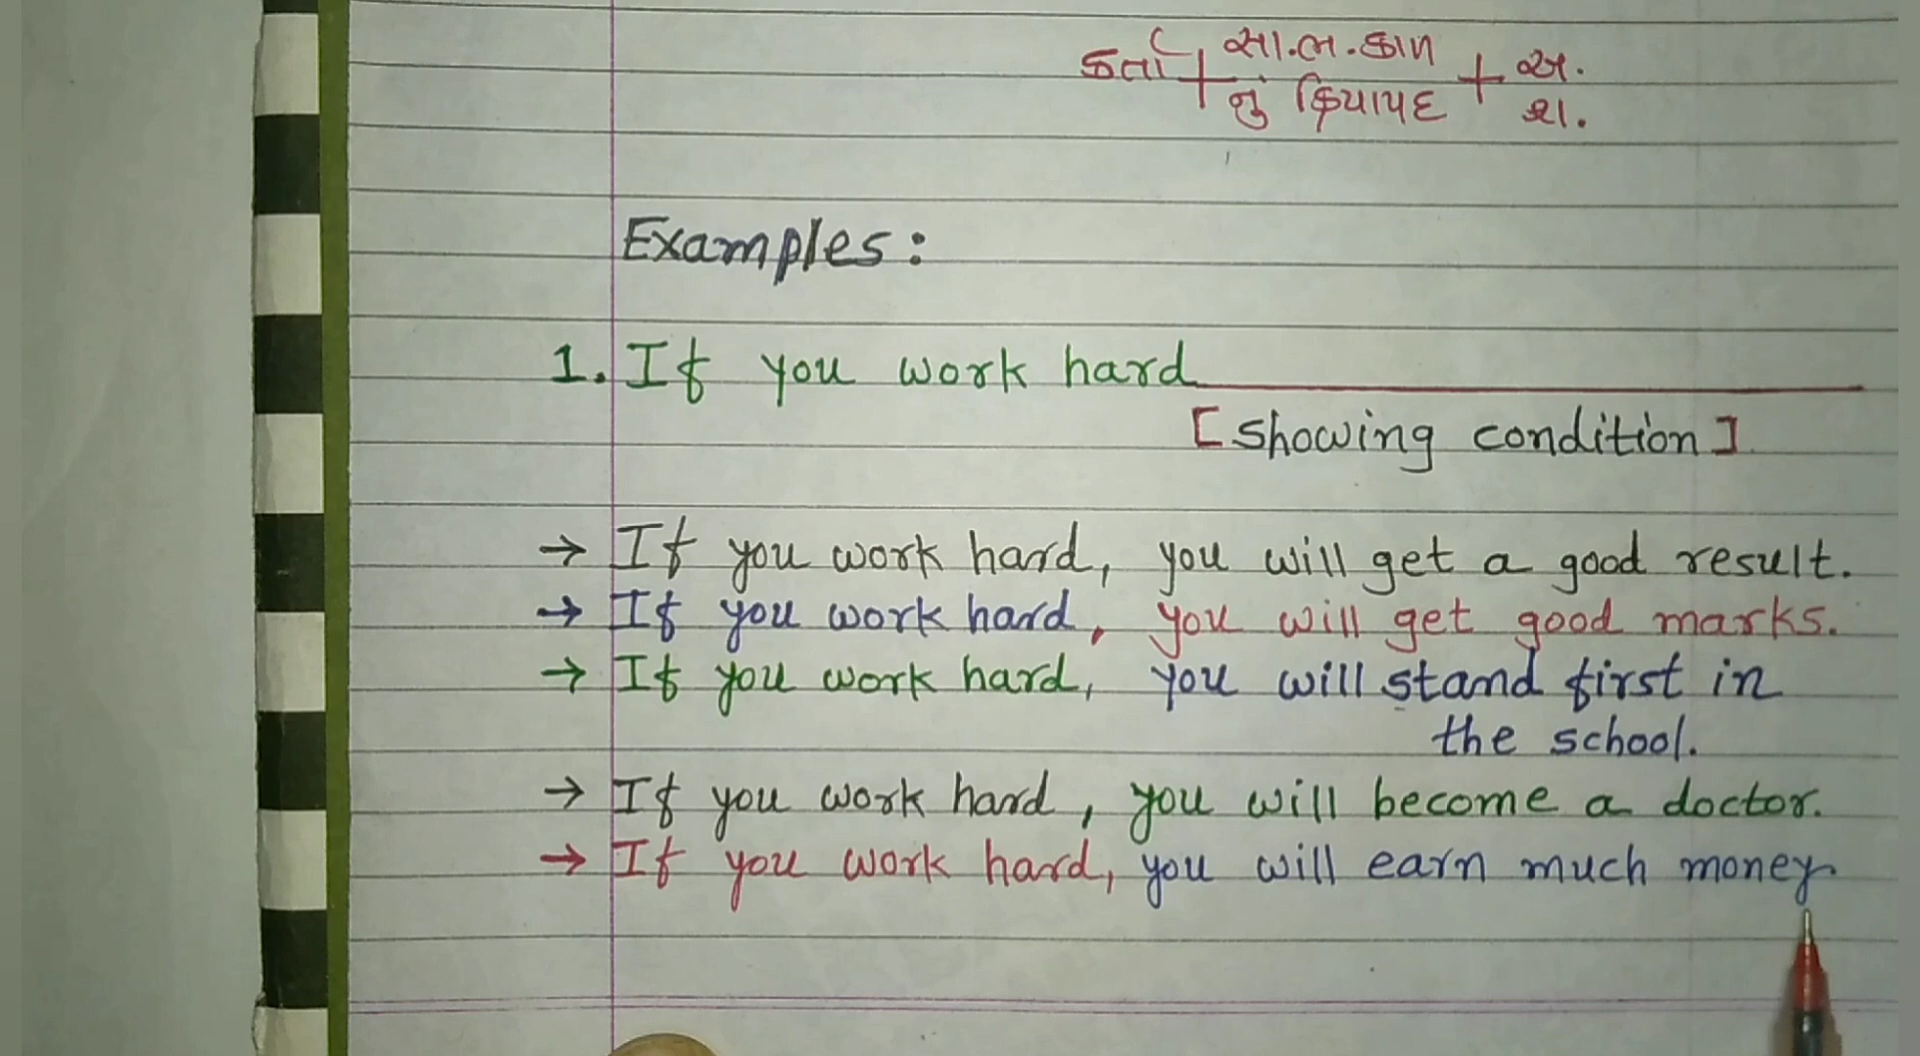 કર્તા + સા.ભ.કાળ + અ.
નું ક્રિયાપદ શ.
Examples:
1. If you work hard
[showing condition]
→ If you work hard, you will get a good result.
→ If you work hard, you will get good marks.
→ If you work hard, you will stand first in
the school.
→ If you work hard, you will become a doctor.
→ If you work hard, you will earn much money